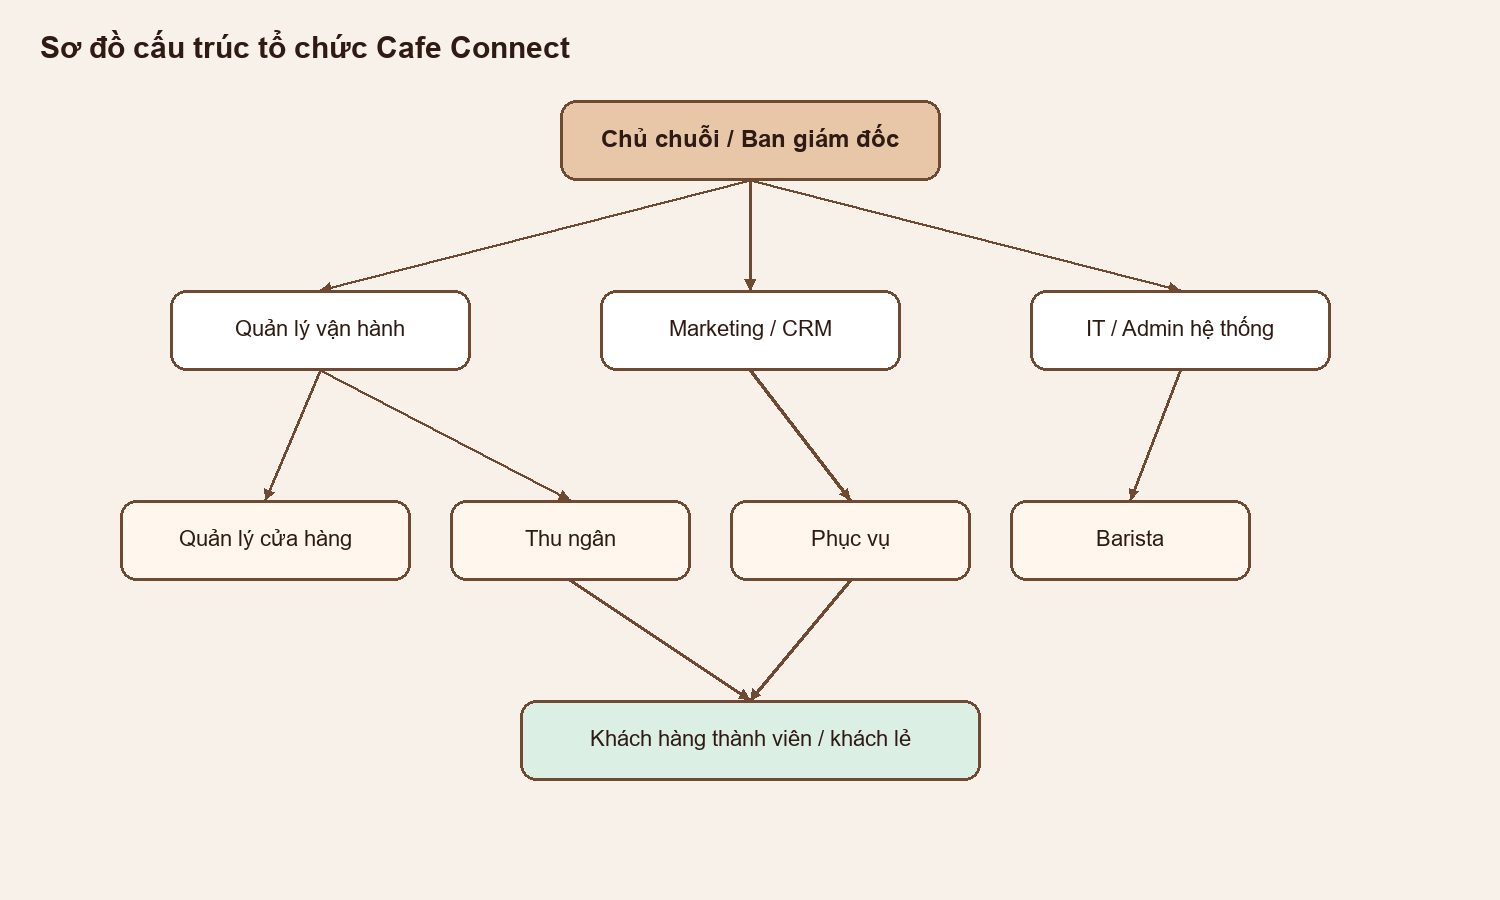 Sơ đồ cấu trúc tổ chức Cafe Connect
Chủ chuỗi / Ban giám đốc
Quản lý vận hành
Marketing / CRM
IT / Admin hệ thống
Quản lý cửa hàng
Thu ngân
Phục vụ
Barista
Khách hàng thành viên / khách lẻ